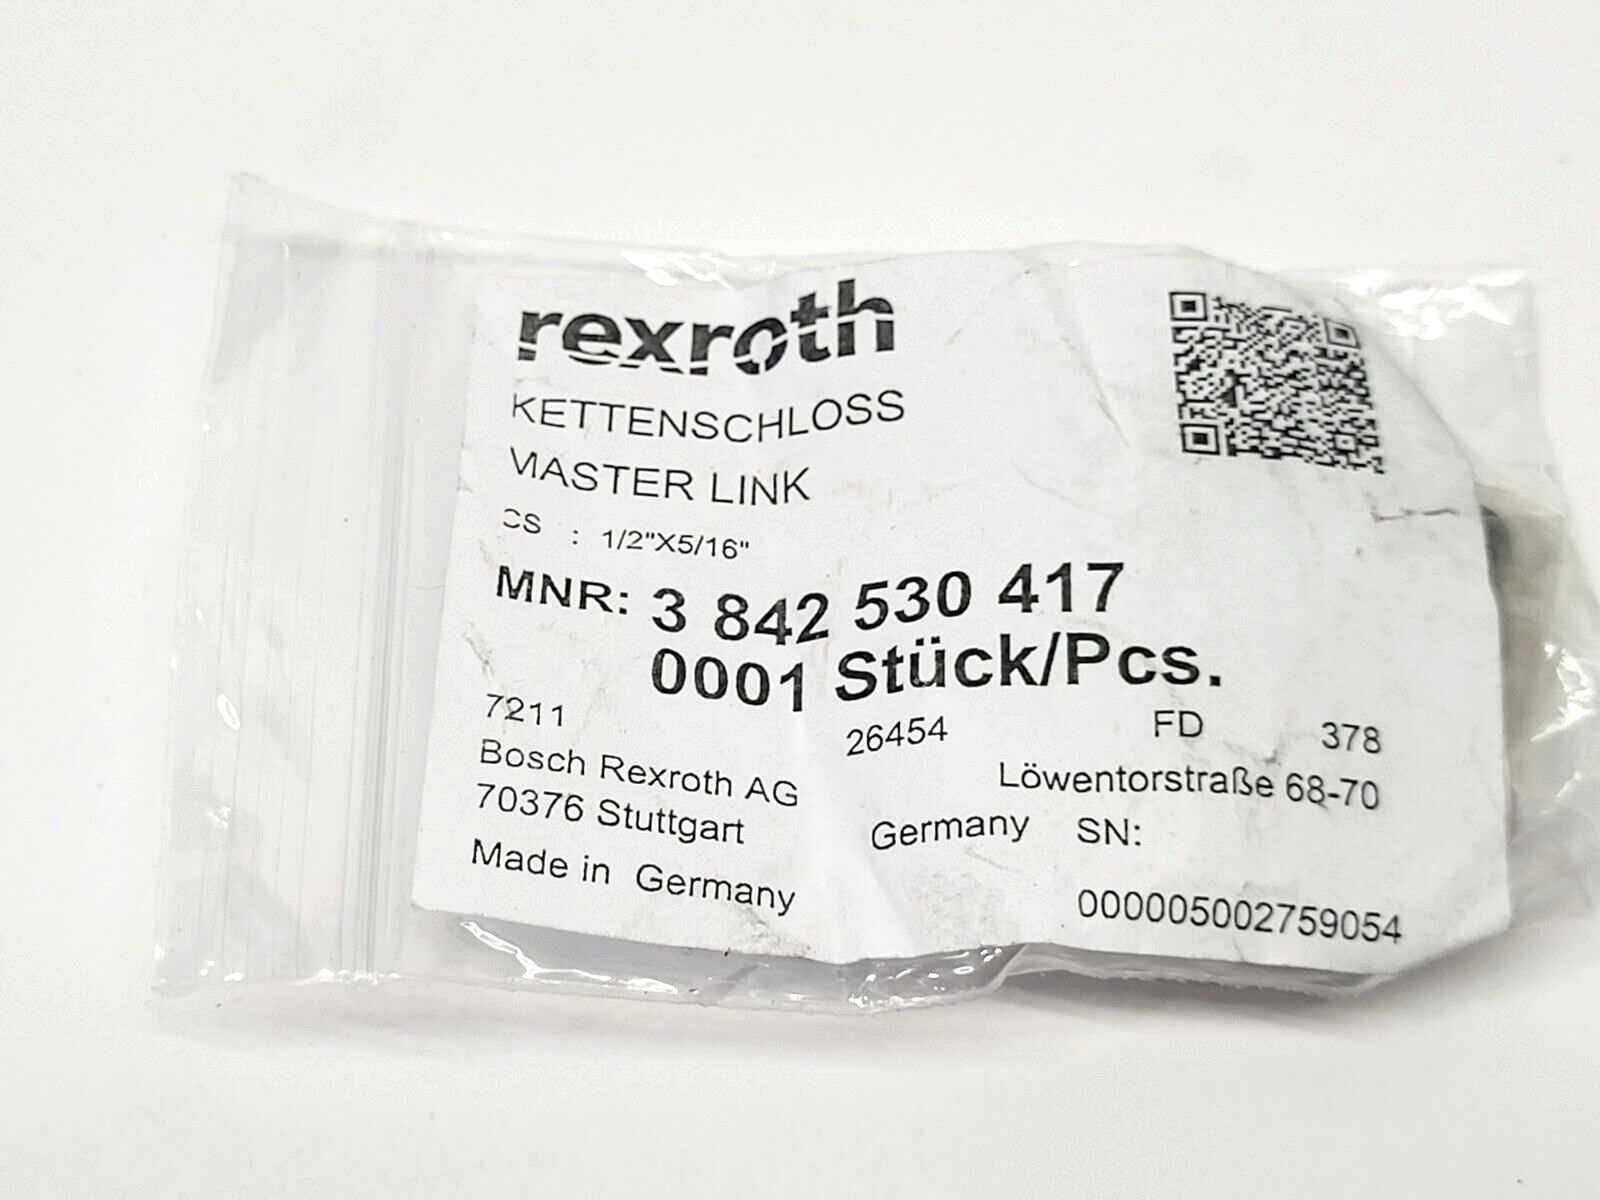 rexroth
KETTENSCHLOSS
MASTER LINK
CS : 1/2"X5/16"
MNR: 3 842 530 417
0001 Stück/Pcs.
7211 26454 FD 378
Bosch Rexroth AG Löwentorstraße 68-70
70376 Stuttgart Germany SN:
Made in Germany 000005002759054